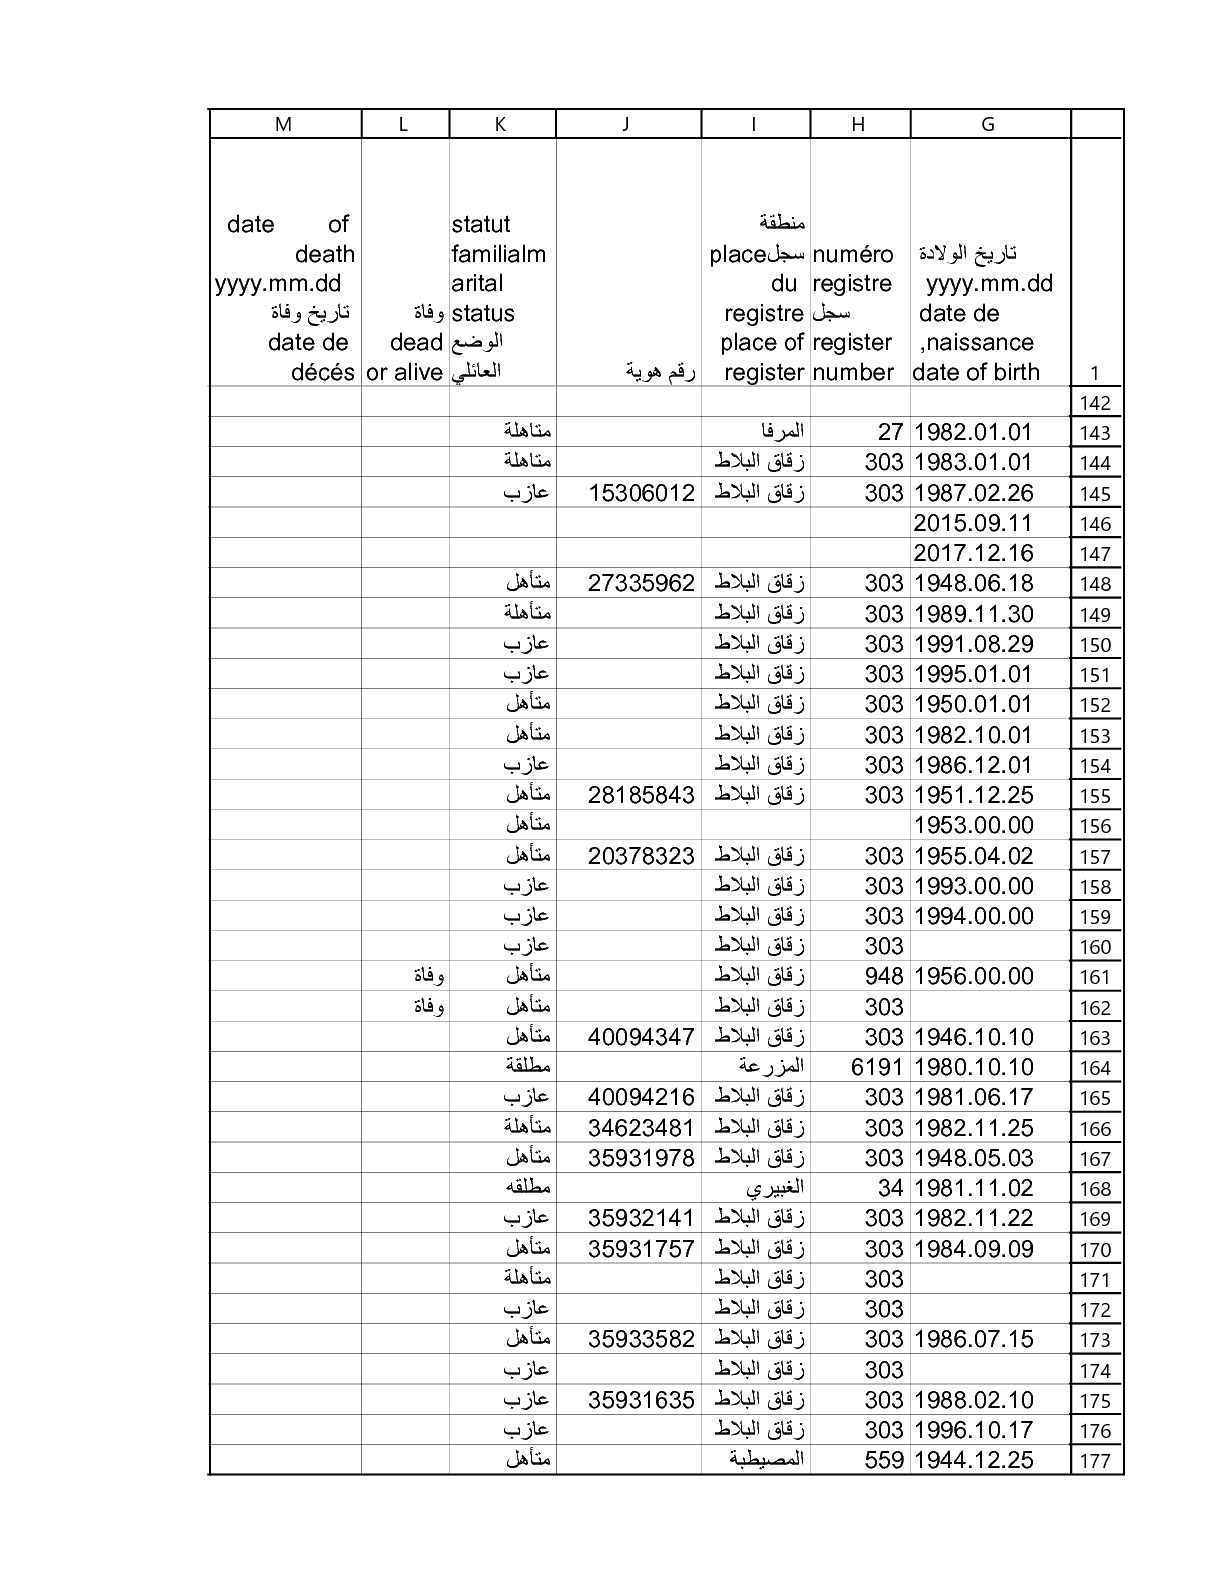 M L K J I H G
date of death yyyy.mm.dd تاريخ وفاة date de décés
وفاة dead or alive
statut familialm arital status الوضع العائلي
رقم هوية
منطقة سجلplace du registre place of register
numéro registre سجل register number
تاريخ الولادة yyyy.mm.dd date de naissance, date of birth
1
142
متاهلة المرفا 27 1982.01.01 143
متاهلة زقاق البلاط 303 1983.01.01 144
عازب 15306012 زقاق البلاط 303 1987.02.26 145
2015.09.11 146
2017.12.16 147
متأهل 27335962 زقاق البلاط 303 1948.06.18 148
متأهلة زقاق البلاط 303 1989.11.30 149
عازب زقاق البلاط 303 1991.08.29 150
عازب زقاق البلاط 303 1995.01.01 151
متأهل زقاق البلاط 303 1950.01.01 152
متأهل زقاق البلاط 303 1982.10.01 153
عازب زقاق البلاط 303 1986.12.01 154
متأهل 28185843 زقاق البلاط 303 1951.12.25 155
متأهل 1953.00.00 156
متأهل 20378323 زقاق البلاط 303 1955.04.02 157
عازب زقاق البلاط 303 1993.00.00 158
عازب زقاق البلاط 303 1994.00.00 159
عازب زقاق البلاط 303 160
وفاة متأهل زقاق البلاط 948 1956.00.00 161
وفاة متأهل زقاق البلاط 303 162
متأهل 40094347 زقاق البلاط 303 1946.10.10 163
مطلقة المزرعة 6191 1980.10.10 164
عازب 40094216 زقاق البلاط 303 1981.06.17 165
متأهلة 34623481 زقاق البلاط 303 1982.11.25 166
متأهل 35931978 زقاق البلاط 303 1948.05.03 167
مطلقه الغبيري 34 1981.11.02 168
عازب 35932141 زقاق البلاط 303 1982.11.22 169
متأهل 35931757 زقاق البلاط 303 1984.09.09 170
متأهلة زقاق البلاط 303 171
عازب زقاق البلاط 303 172
متأهل 35933582 زقاق البلاط 303 1986.07.15 173
عازب زقاق البلاط 303 174
عازب 35931635 زقاق البلاط 303 1988.02.10 175
عازب زقاق البلاط 303 1996.10.17 176
متأهل المصيطبة 559 1944.12.25 177